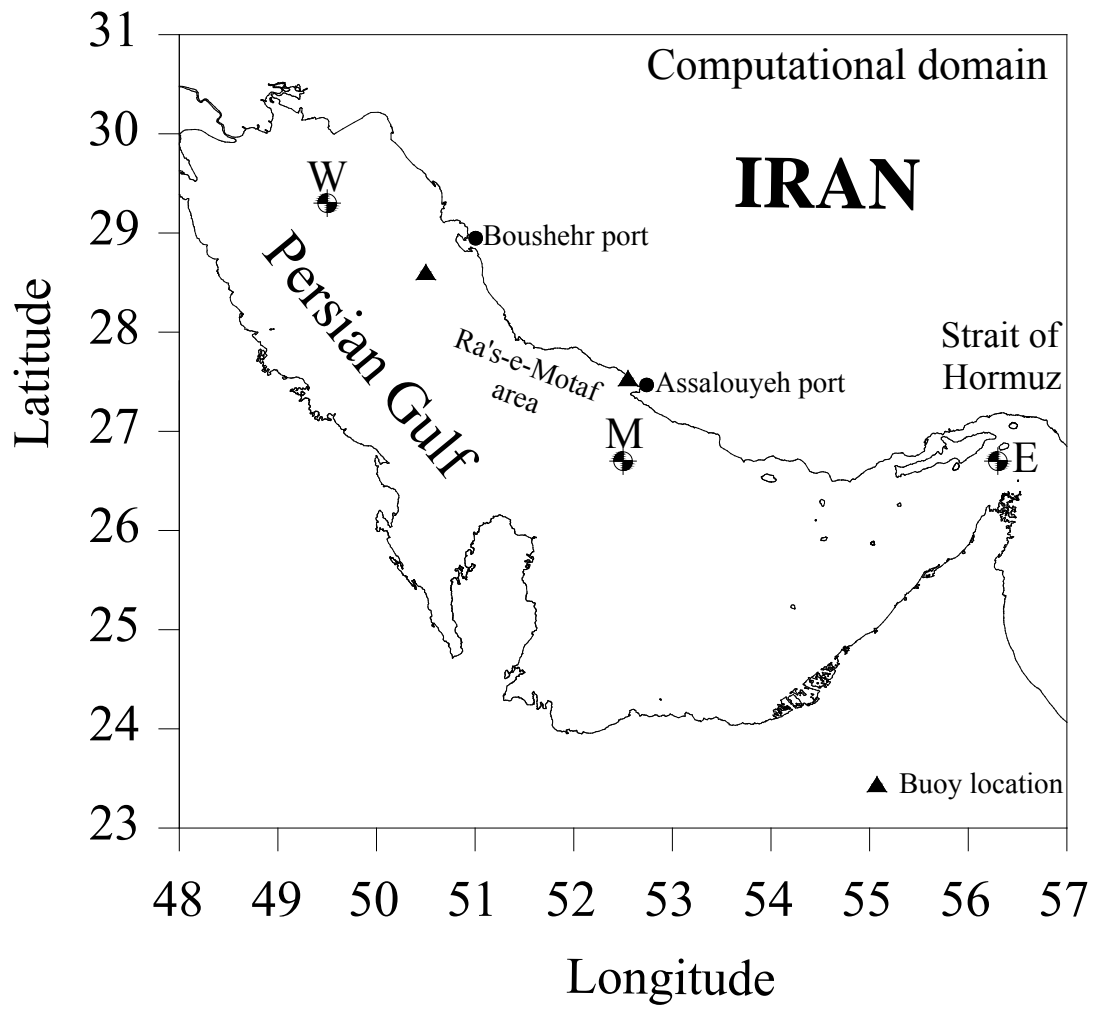 Computational domain
IRAN
W
Boushehr port
Persian Gulf
Ra's-e-Motaf
area
Assalouyeh port
Strait of
Hormuz
M
E
Buoy location
31
30
29
28
27
26
25
24
23
Latitude
48 49 50 51 52 53 54 55 56 57
Longitude